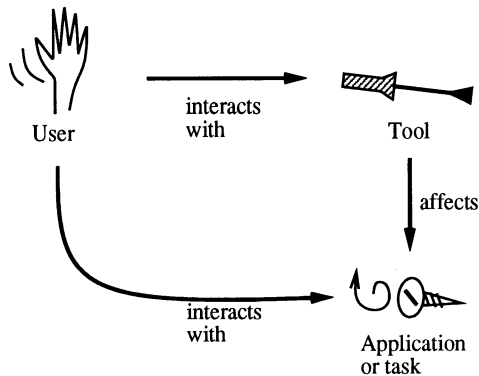 interacts
with
User
Tool
affects
interacts
with
Application
or task